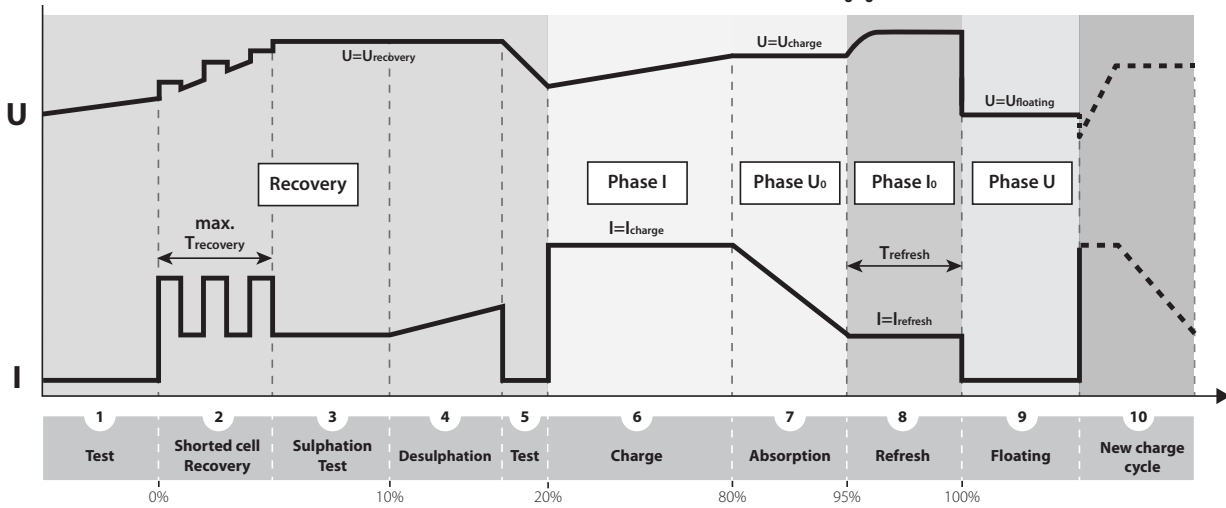 U=Urecovery
U=Ucharge
U
U=Ufloating
Recovery
Phase I
Phase U0
Phase I0
Phase U
max.
Trecovery
I=Icharge
Trefresh
I=Irefresh
I
1
2
3
4
5
6
7
8
9
10
Test
Shorted cell
Recovery
Sulphation
Test
Desulphation
Test
Charge
Absorption
Refresh
Floating
New charge
cycle
0%
10%
20%
80%
95%
100%